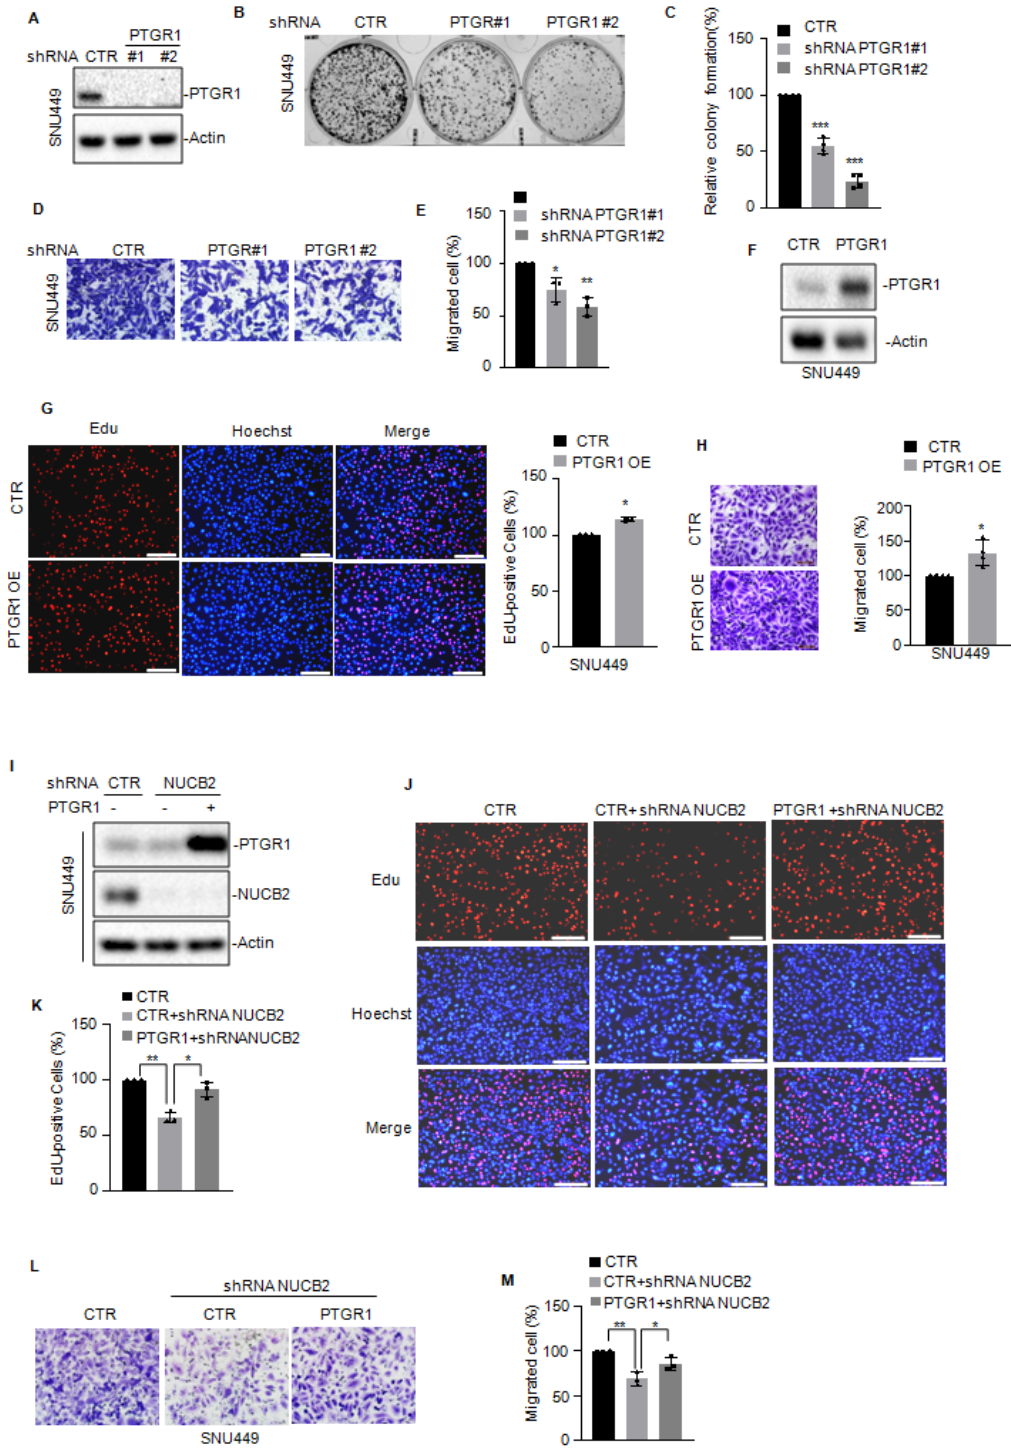 A
PTGR1
shRNA CTR #1 #2
SNU449
-PTGR1
-Actin
B
shRNA CTR PTGR#1 PTGR1 #2
SNU449
C
CTR
shRNA PTGR1#1
shRNA PTGR1#2
Relative colony formation(%)
150
100
50
0
***
***
D
shRNA CTR PTGR#1 PTGR1 #2
SNU449
E
shRNA PTGR1#1
shRNA PTGR1#2
Migrated cell (%)
150
100
50
0
*
**
F
CTR PTGR1
-PTGR1
-Actin
SNU449
G
Edu Hoechst Merge
CTR
PTGR1 OE
CTR
PTGR1 OE
EdU-positive Cells (%)
150
100
50
0
*
SNU449
H
CTR
PTGR1 OE
CTR
PTGR1 OE
Migrated cell (%)
200
150
100
50
0
*
SNU449
I
shRNA CTR NUCB2
PTGR1 - - +
SNU449
-PTGR1
-NUCB2
-Actin
J
CTR CTR+ shRNA NUCB2 PTGR1 +shRNA NUCB2
Edu
Hoechst
Merge
K
CTR
CTR+shRNA NUCB2
PTGR1+shRNANUCB2
EdU-positive Cells (%)
150
100
50
0
** *
L
shRNA NUCB2
CTR CTR PTGR1
SNU449
M
CTR
CTR+shRNA NUCB2
PTGR1+shRNA NUCB2
Migrated cell (%)
150
100
50
0
** *